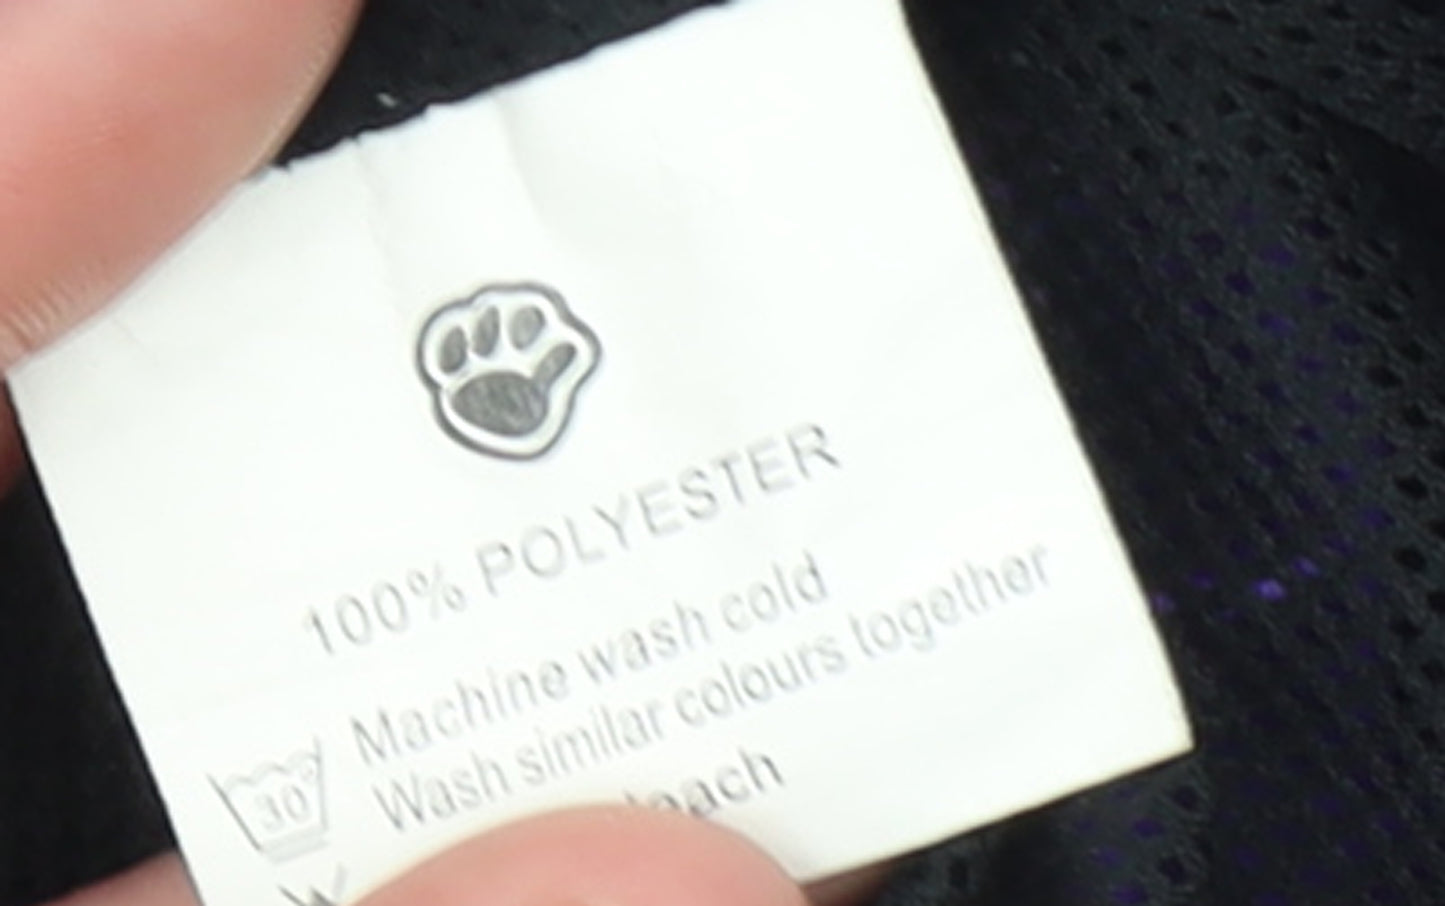 100% POLYESTER
Machine wash cold
Wash similar colours together
30°